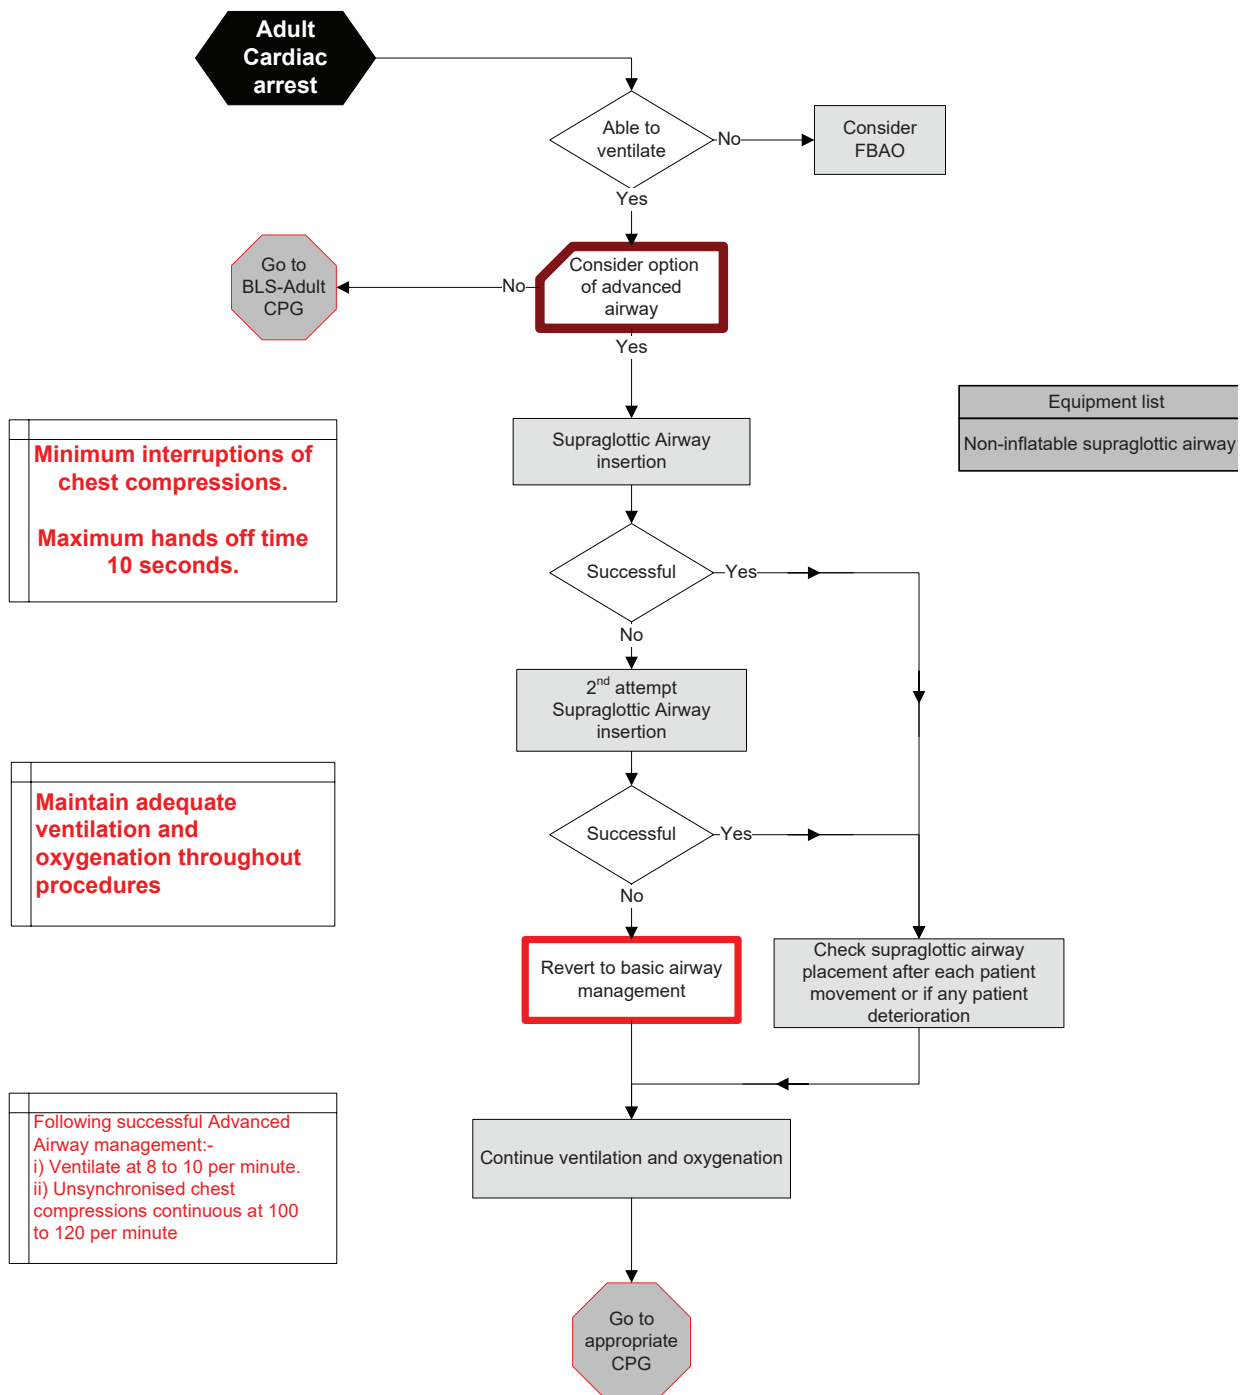 Adult
Cardiac
arrest
Able to
ventilate
No
Consider
FBAO
Yes
Go to
BLS-Adult
CPG
No
Consider option
of advanced
airway
Yes
Equipment list
Non-inflatable supraglottic airway
Minimum interruptions of
chest compressions.
Maximum hands off time
10 seconds.
Supraglottic Airway
insertion
Successful
Yes
No
2nd attempt
Supraglottic Airway
insertion
Maintain adequate
ventilation and
oxygenation throughout
procedures
Successful
Yes
No
Revert to basic airway
management
Check supraglottic airway
placement after each patient
movement or if any patient
deterioration
Following successful Advanced
Airway management:-
i) Ventilate at 8 to 10 per minute.
ii) Unsynchronised chest
compressions continuous at 100
to 120 per minute
Continue ventilation and oxygenation
Go to
appropriate
CPG